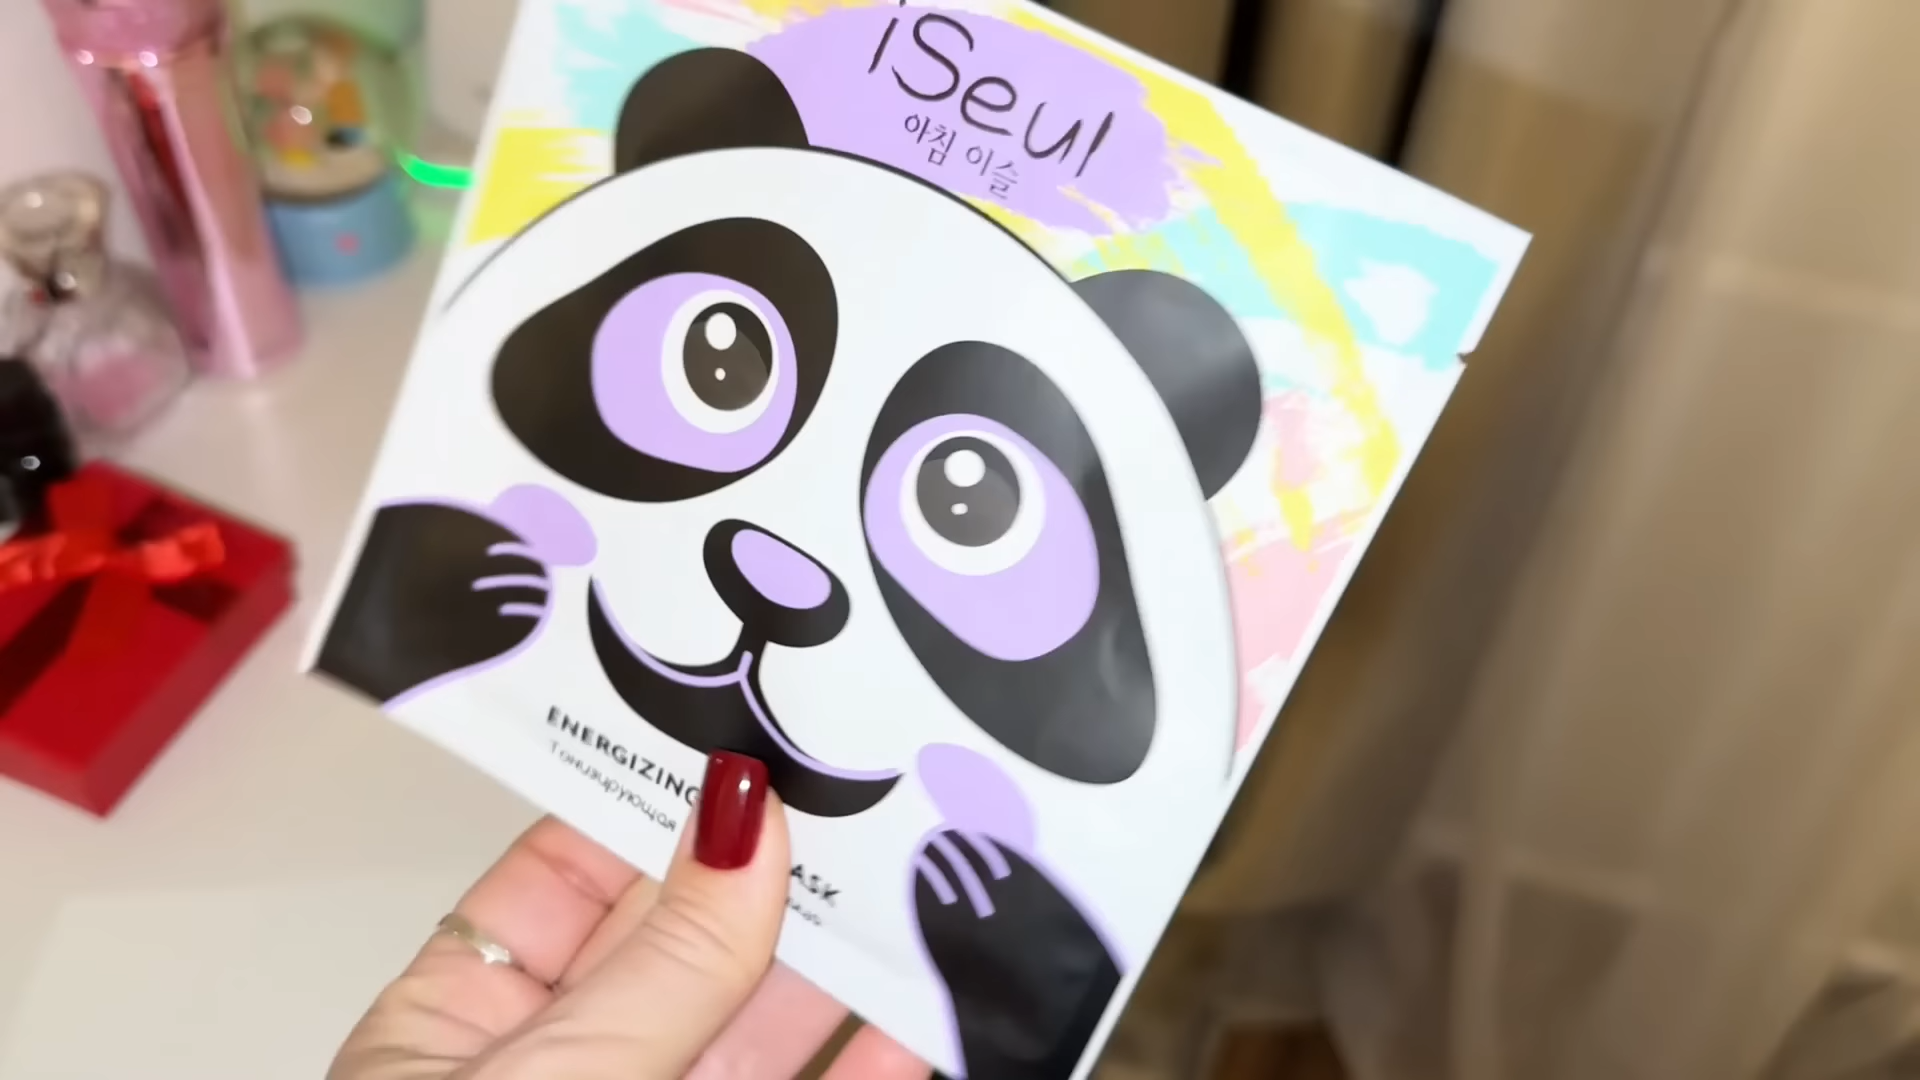 iSeul
아침 이슬
ENERGIZING ASK
Тонизирующая